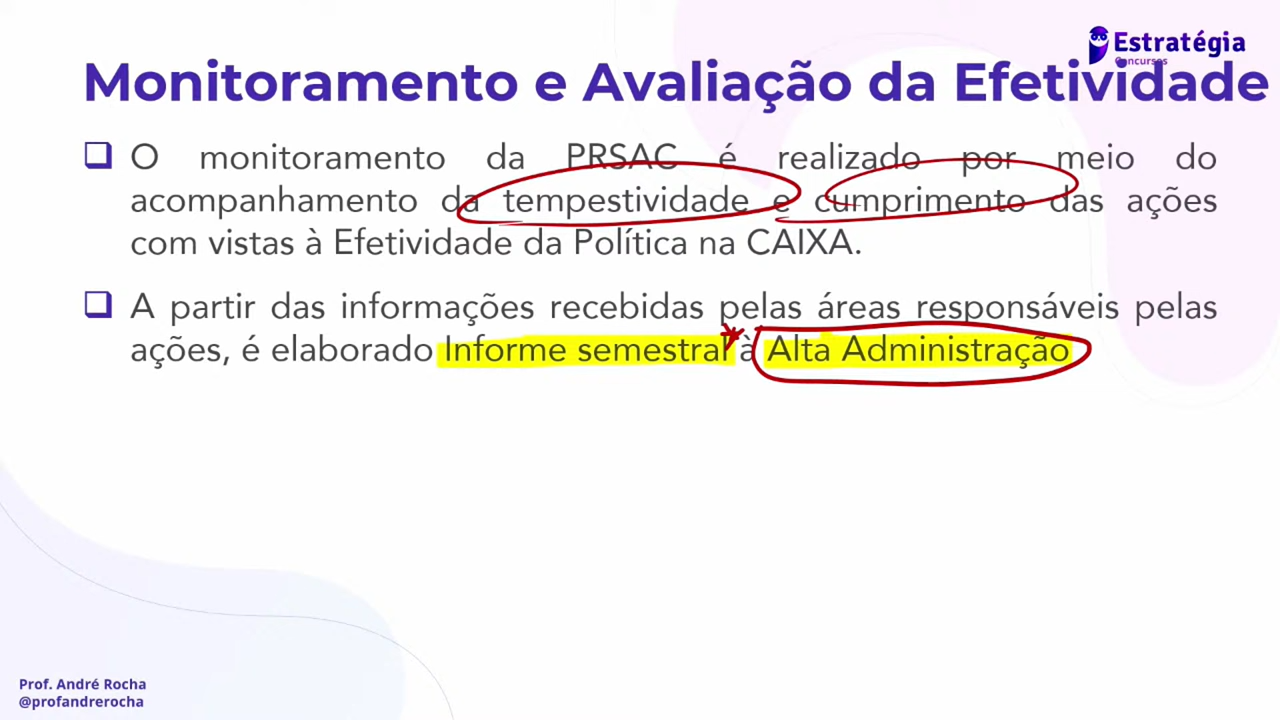 Estratégia
Concursos
Monitoramento e Avaliação da Efetividade
O monitoramento da PRSAC é realizado por meio do
acompanhamento da tempestividade e cumprimento das ações
com vistas à Efetividade da Política na CAIXA.
A partir das informações recebidas pelas áreas responsáveis pelas
ações, é elaborado Informe semestral à Alta Administração
Prof. André Rocha
@profandrerocha